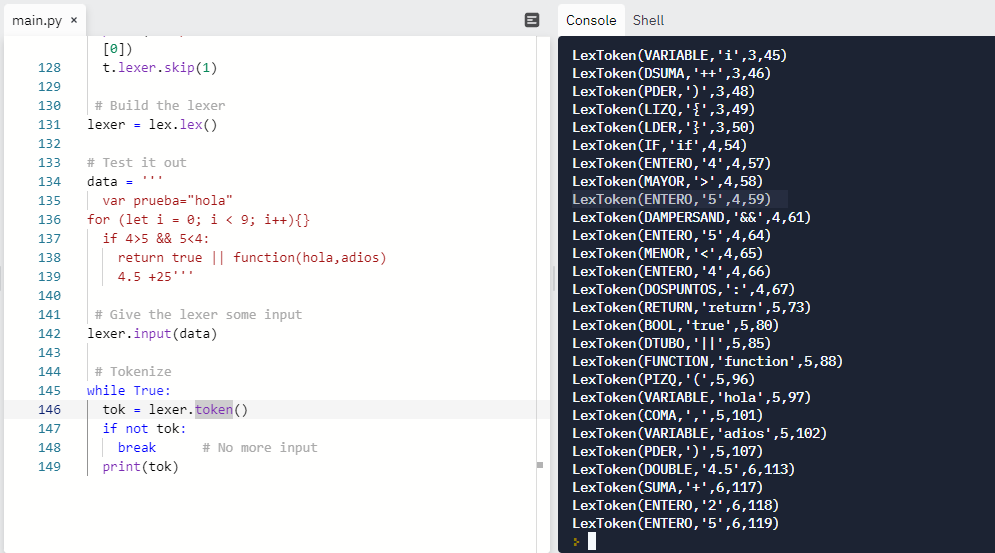 main.py ×
Console Shell
[0])
128 t.lexer.skip(1)
129
130 # Build the lexer
131 lexer = lex.lex()
132
133 # Test it out
134 data = '''
135 var prueba="hola"
136 for (let i = 0; i < 9; i++){}
137 if 4>5 && 5<4:
138 return true || function(hola,adios)
139 4.5 +25'''
140
141 # Give the lexer some input
142 lexer.input(data)
143
144 # Tokenize
145 while True:
146 tok = lexer.token()
147 if not tok:
148 break # No more input
149 print(tok)
LexToken(VARIABLE,'i',3,45)
LexToken(DSUMA,'++',3,46)
LexToken(PDER,')',3,48)
LexToken(LIZQ,'{',3,49)
LexToken(LDER,'}',3,50)
LexToken(IF,'if',4,54)
LexToken(ENTERO,'4',4,57)
LexToken(MAYOR,'>',4,58)
LexToken(ENTERO,'5',4,59)
LexToken(DAMPERSAND,'&&',4,61)
LexToken(ENTERO,'5',4,64)
LexToken(MENOR,'<',4,65)
LexToken(ENTERO,'4',4,66)
LexToken(DOSPUNTOS,':',4,67)
LexToken(RETURN,'return',5,73)
LexToken(BOOL,'true',5,80)
LexToken(DTUBO,'||',5,85)
LexToken(FUNCTION,'function',5,88)
LexToken(PIZQ,'(',5,96)
LexToken(VARIABLE,'hola',5,97)
LexToken(COMA,',',5,101)
LexToken(VARIABLE,'adios',5,102)
LexToken(PDER,')',5,107)
LexToken(DOUBLE,'4.5',6,113)
LexToken(SUMA,'+',6,117)
LexToken(ENTERO,'2',6,118)
LexToken(ENTERO,'5',6,119)
>